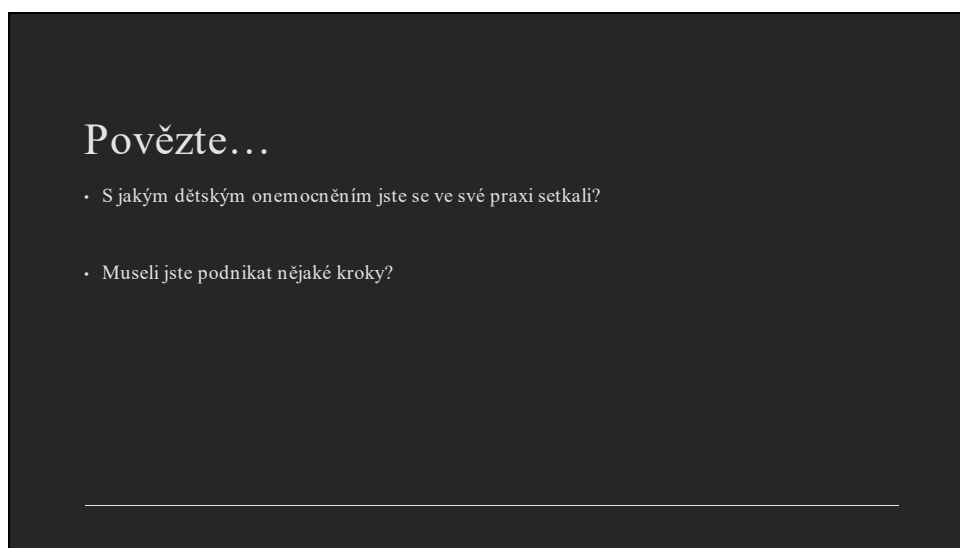 Povězte…
• S jakým dětským onemocněním jste se ve své praxi setkali?
• Museli jste podnikat nějaké kroky?